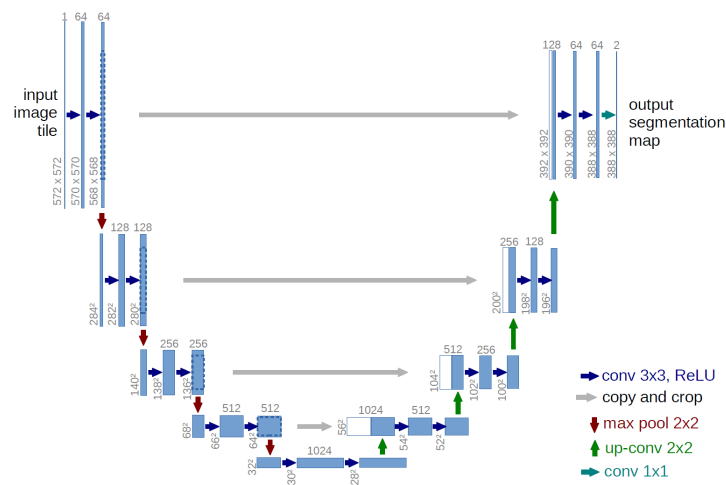 1 64 64
128 64 64 2
input
image
tile
output
segmentation
map
572 x 572
570 x 570
568 x 568
392 x 392
390 x 390
388 x 388
388 x 388
128 128
256 128
284²
282²
280²
200²
198²
196²
256 256
512 256
140²
138²
136²
104²
102²
100²
conv 3x3, ReLU
copy and crop
max pool 2x2
up-conv 2x2
conv 1x1
512 512
1024 512
68²
66²
64²
56²
54²
52²
1024
32²
30²
28²